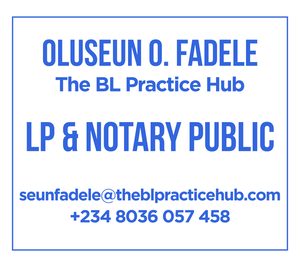 OLUSEUN O. FADELE
The BL Practice Hub
LP & NOTARY PUBLIC
seunfadele@theblpracticehub.com
+234 8036 057 458